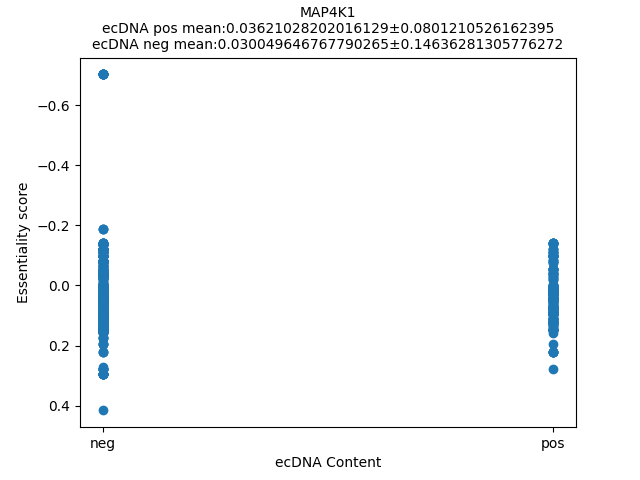 MAP4K1
ecDNA pos mean:0.03621028202016129±0.0801210526162395
ecDNA neg mean:0.030049646767790265±0.14636281305776272
−0.6
−0.4
−0.2
0.0
0.2
0.4
Essentiality score
neg
pos
ecDNA Content